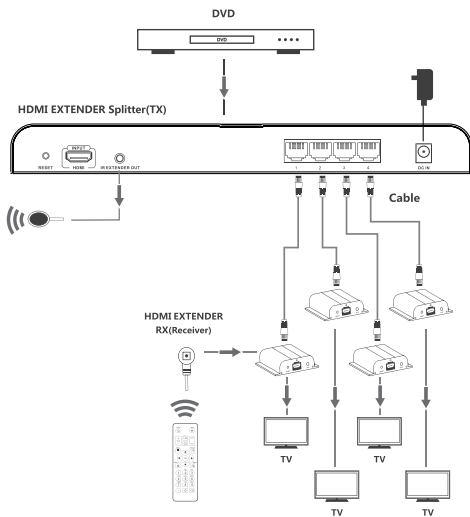 DVD
DVD
HDMI EXTENDER Splitter(TX)
INPUT
RESET
HDMI
IR EXTENDER OUT
1
2
3
4
DC IN
Cable
HDMI EXTENDER
RX(Receiver)
TV
TV
TV
TV